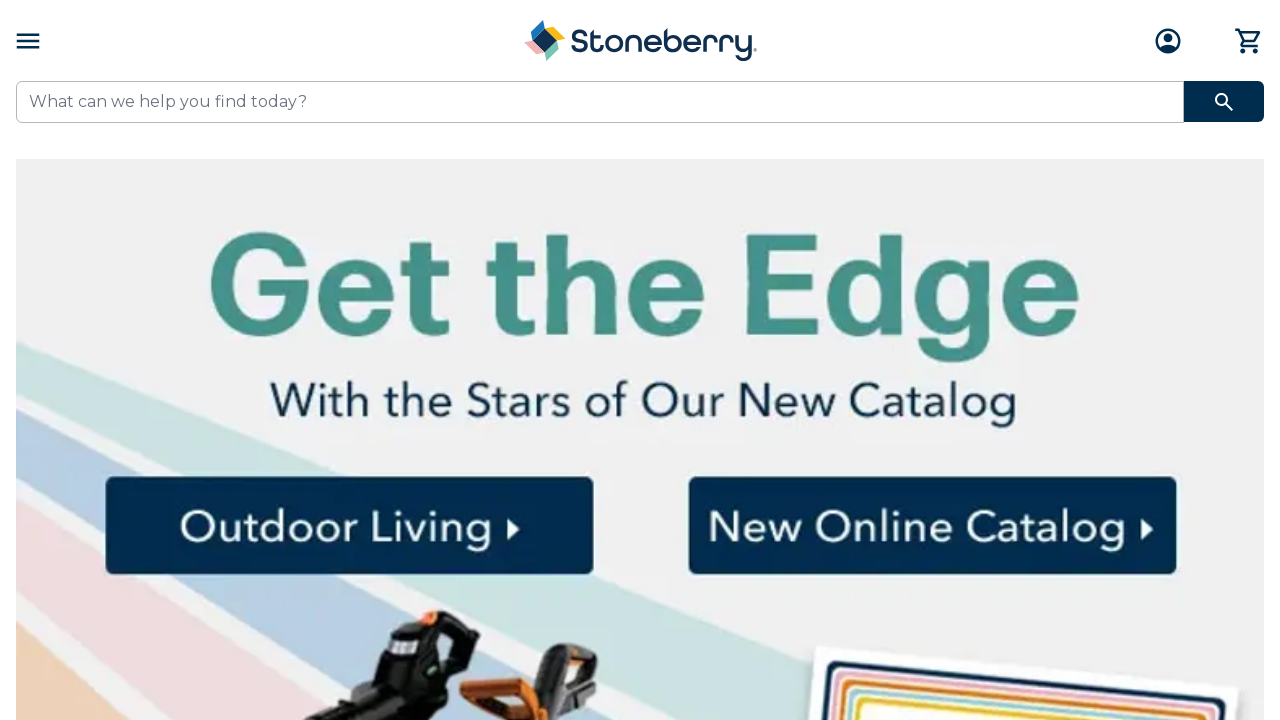 Stoneberry
What can we help you find today?
Get the Edge
With the Stars of Our New Catalog
Outdoor Living
New Online Catalog